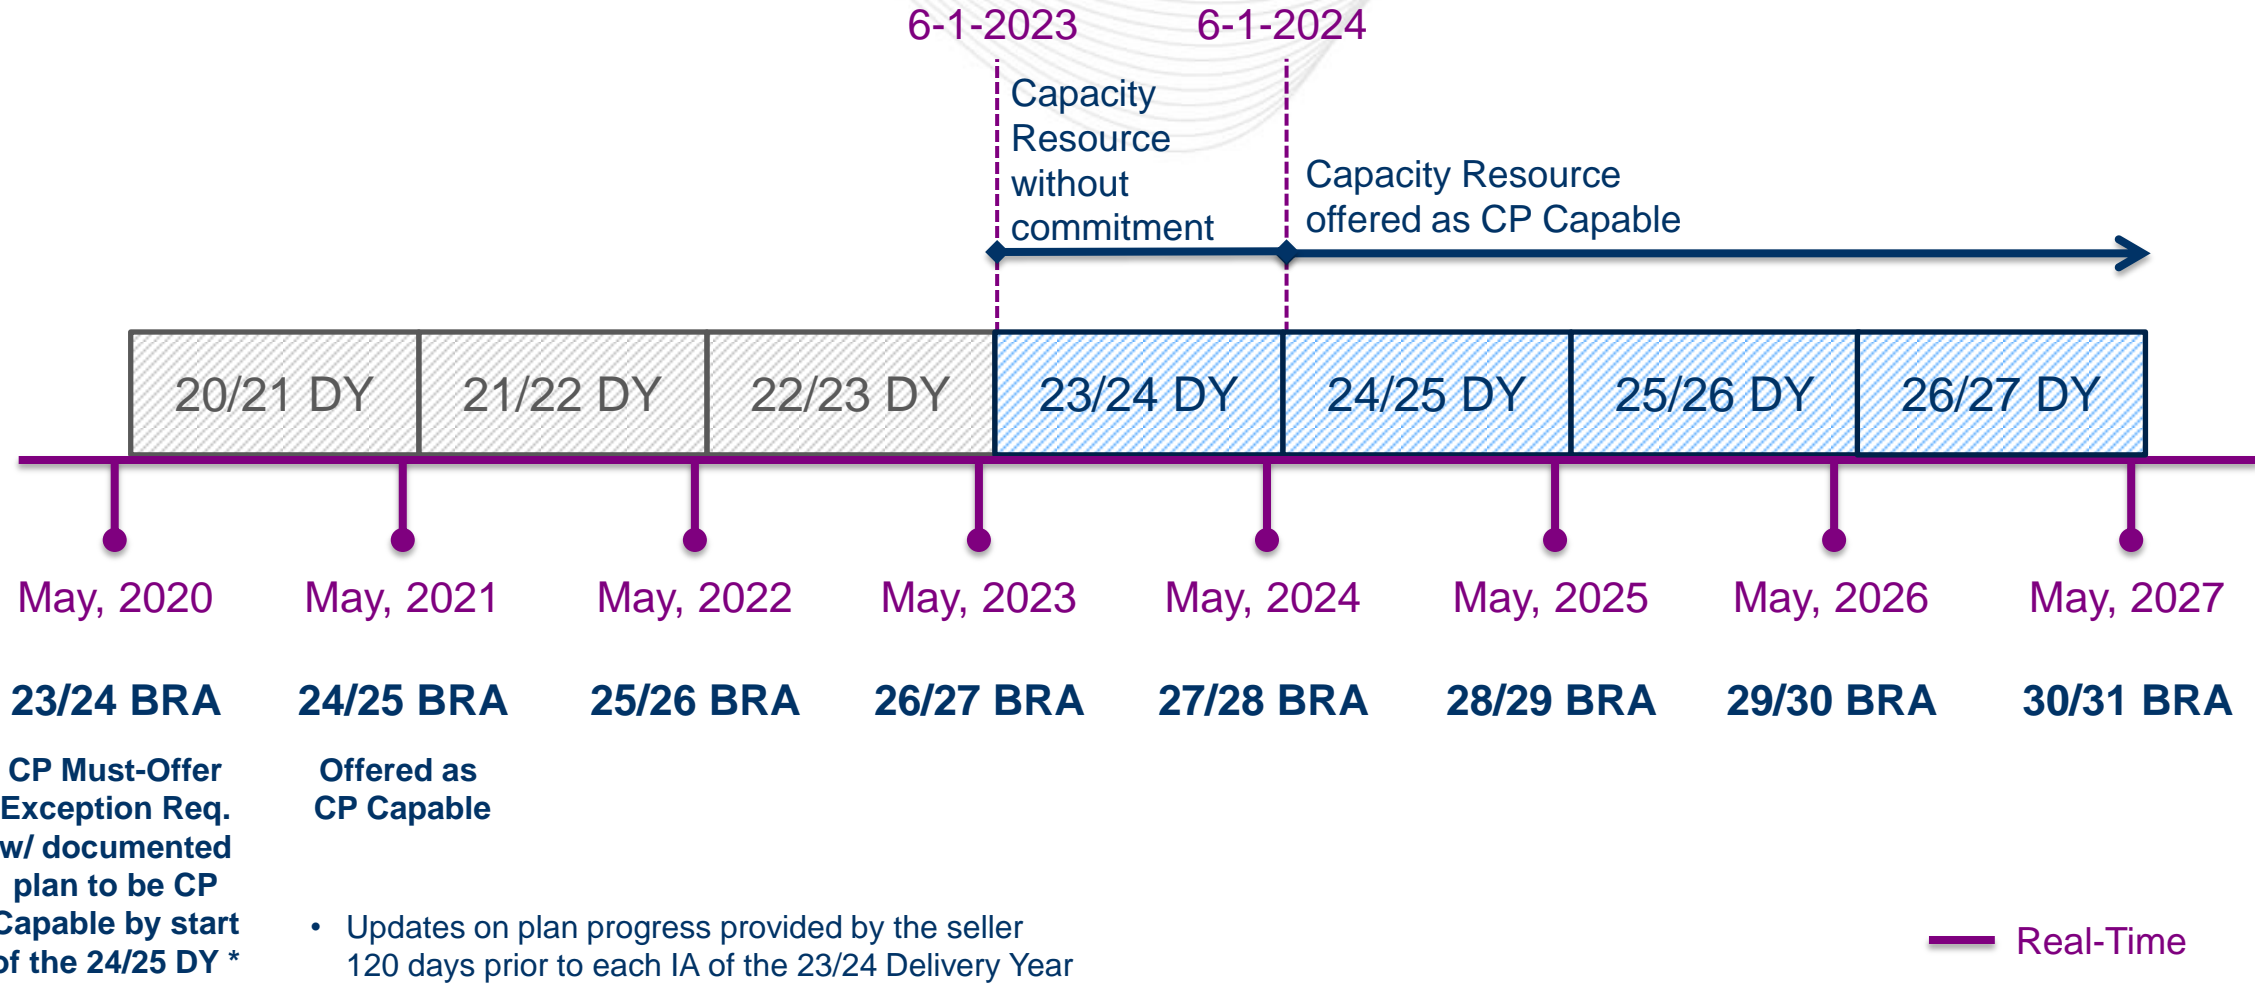 6-1-2023
6-1-2024
Capacity
Resource
without
commitment
Capacity Resource
offered as CP Capable
20/21 DY
21/22 DY
22/23 DY
23/24 DY
24/25 DY
25/26 DY
26/27 DY
May, 2020
May, 2021
May, 2022
May, 2023
May, 2024
May, 2025
May, 2026
May, 2027
23/24 BRA
24/25 BRA
25/26 BRA
26/27 BRA
27/28 BRA
28/29 BRA
29/30 BRA
30/31 BRA
CP Must-Offer
Exception Req.
w/ documented
plan to be CP
Capable by start
of the 24/25 DY *
Offered as
CP Capable
• Updates on plan progress provided by the seller
120 days prior to each IA of the 23/24 Delivery Year
Real-Time